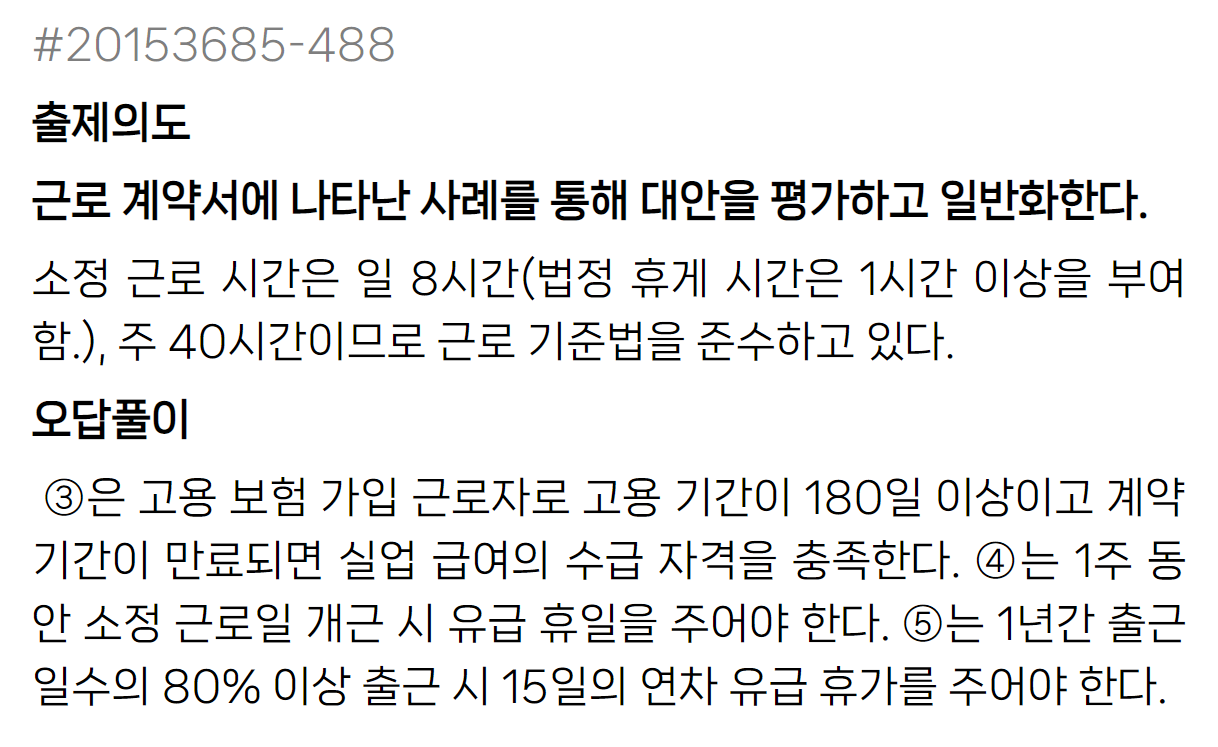 #20153685-488
출제의도
근로 계약서에 나타난 사례를 통해 대안을 평가하고 일반화한다.
소정 근로 시간은 일 8시간(법정 휴게 시간은 1시간 이상을 부여
함.), 주 40시간이므로 근로 기준법을 준수하고 있다.
오답풀이
③은 고용 보험 가입 근로자로 고용 기간이 180일 이상이고 계약
기간이 만료되면 실업 급여의 수급 자격을 충족한다. ④는 1주 동
안 소정 근로일 개근 시 유급 휴일을 주어야 한다. ⑤는 1년간 출근
일수의 80% 이상 출근 시 15일의 연차 유급 휴가를 주어야 한다.